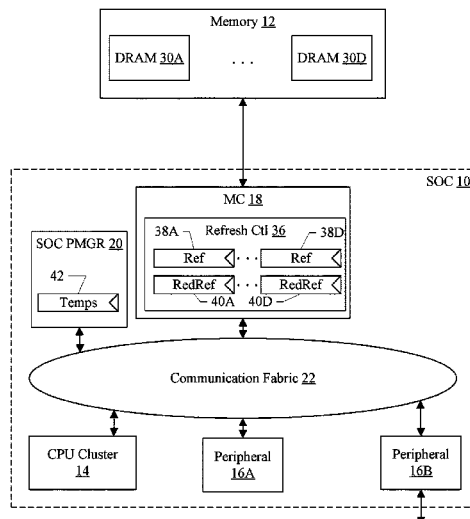 Memory 12
DRAM 30A
. . .
DRAM 30D
SOC 10
MC 18
SOC PMGR 20
42
Temps
Refresh Ctl 36
38A
38D
Ref
· · ·
Ref
RedRef
· · ·
RedRef
40A
40D
Communication Fabric 22
CPU Cluster
14
Peripheral
16A
Peripheral
16B